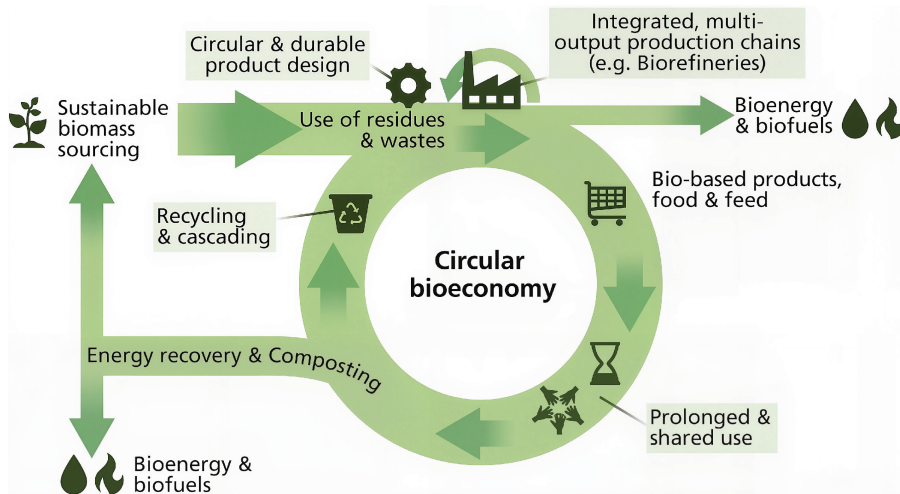 Circular & durable
product design
Integrated, multi-
output production chains
(e.g. Biorefineries)
Sustainable
biomass
sourcing
Use of residues
& wastes
Bioenergy
& biofuels
Bio-based products,
food & feed
Recycling
& cascading
Circular
bioeconomy
Energy recovery & Composting
Prolonged &
shared use
Bioenergy &
biofuels